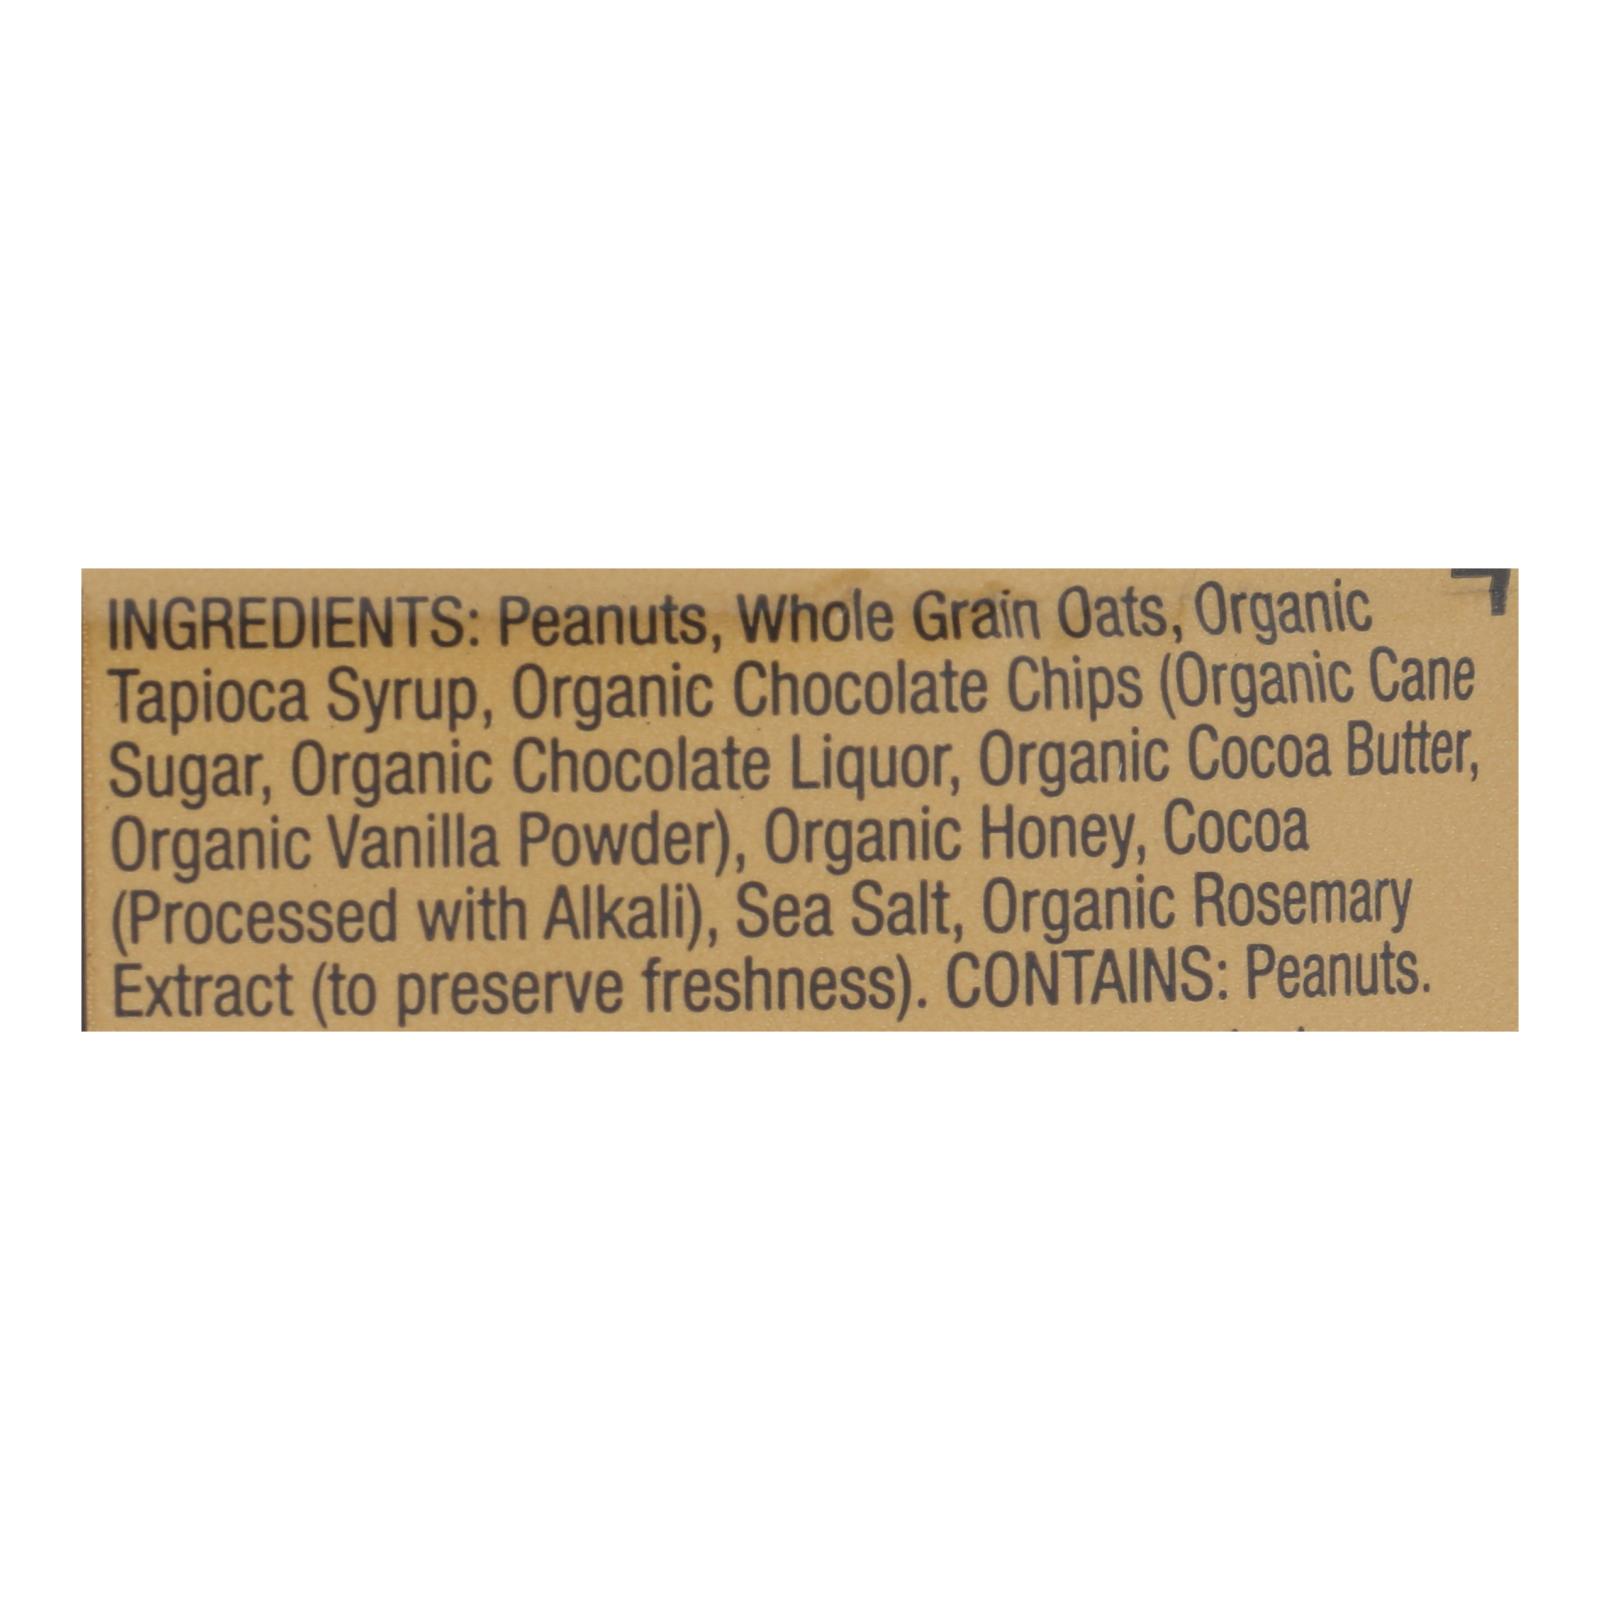 INGREDIENTS: Peanuts, Whole Grain Oats, Organic
Tapioca Syrup, Organic Chocolate Chips (Organic Cane
Sugar, Organic Chocolate Liquor, Organic Cocoa Butter,
Organic Vanilla Powder), Organic Honey, Cocoa
(Processed with Alkali), Sea Salt, Organic Rosemary
Extract (to preserve freshness). CONTAINS: Peanuts.